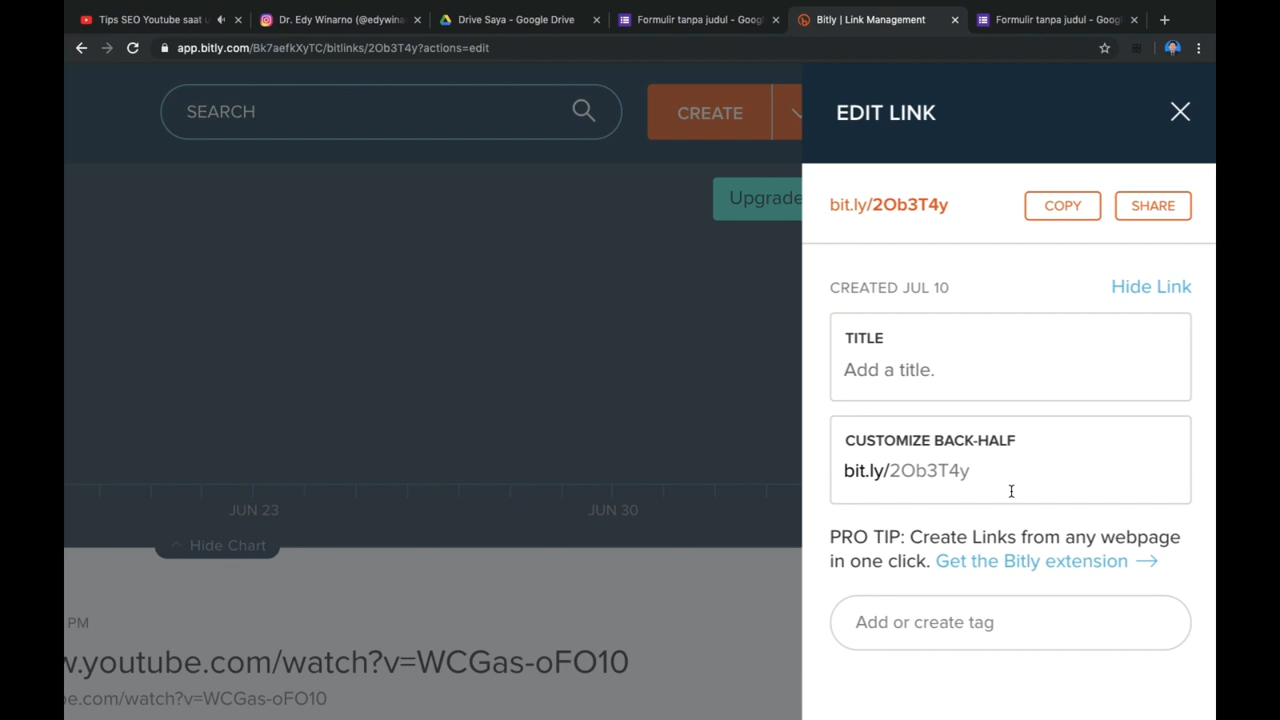 Tips SEO Youtube saat u
Dr. Edy Winarno (@edywina
Drive Saya - Google Drive
Formulir tanpa judul - Goog
Bitly | Link Management
Formulir tanpa judul - Goog
app.bitly.com/Bk7aefkXyTC/bitlinks/2Ob3T4y?actions=edit
SEARCH
CREATE
EDIT LINK
Upgrade
bit.ly/2Ob3T4y
COPY
SHARE
CREATED JUL 10
Hide Link
TITLE
Add a title.
CUSTOMIZE BACK-HALF
bit.ly/2Ob3T4y
JUN 23
JUN 30
Hide Chart
PRO TIP: Create Links from any webpage
in one click. Get the Bitly extension
Add or create tag
PM
w.youtube.com/watch?v=WCGas-oFO10
be.com/watch?v=WCGas-oFO10